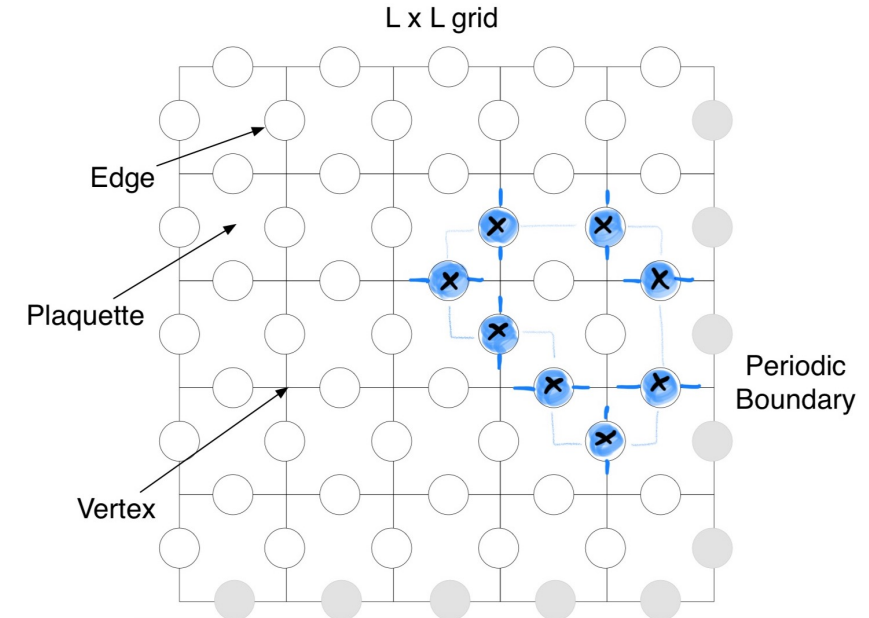 L x L grid
Edge
Plaquette
Periodic
Boundary
Vertex
X
X
X
X
X
X
X
X